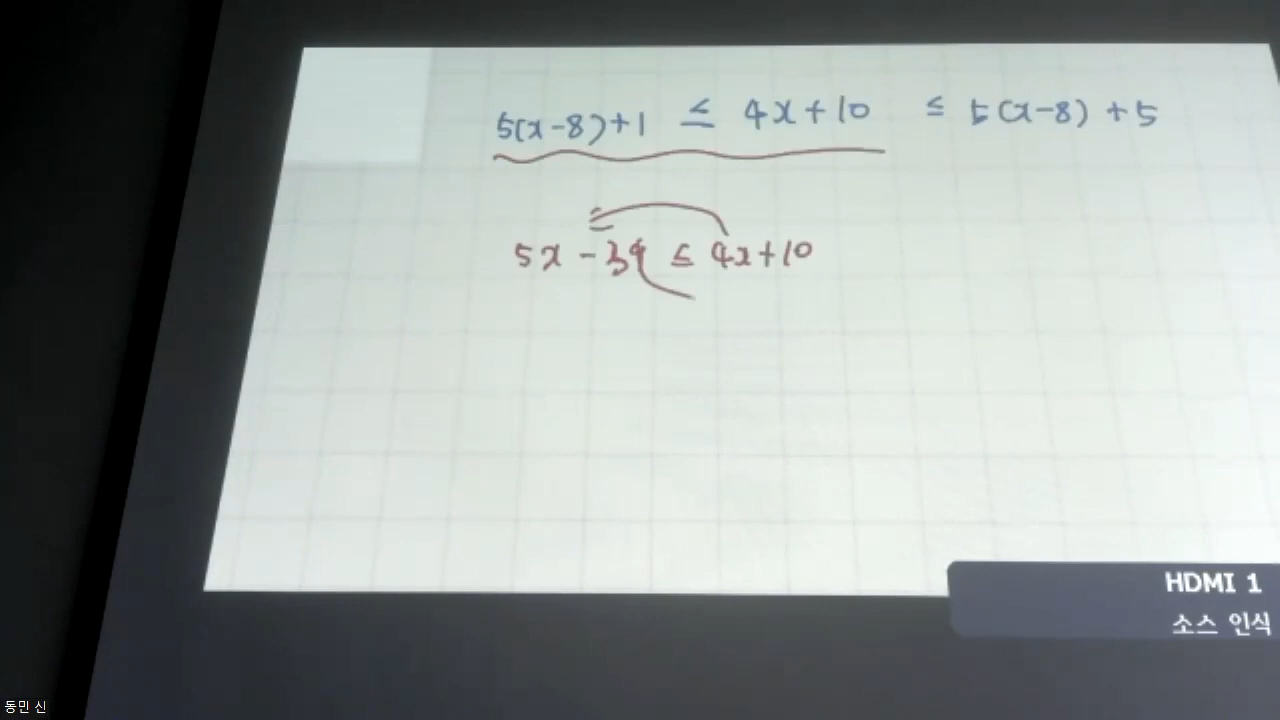 5(x-8)+1 ≤ 4x+10 ≤ 5(x-8)+5
5x-39 ≤ 4x+10
HDMI 1
소스 인식
동민 신